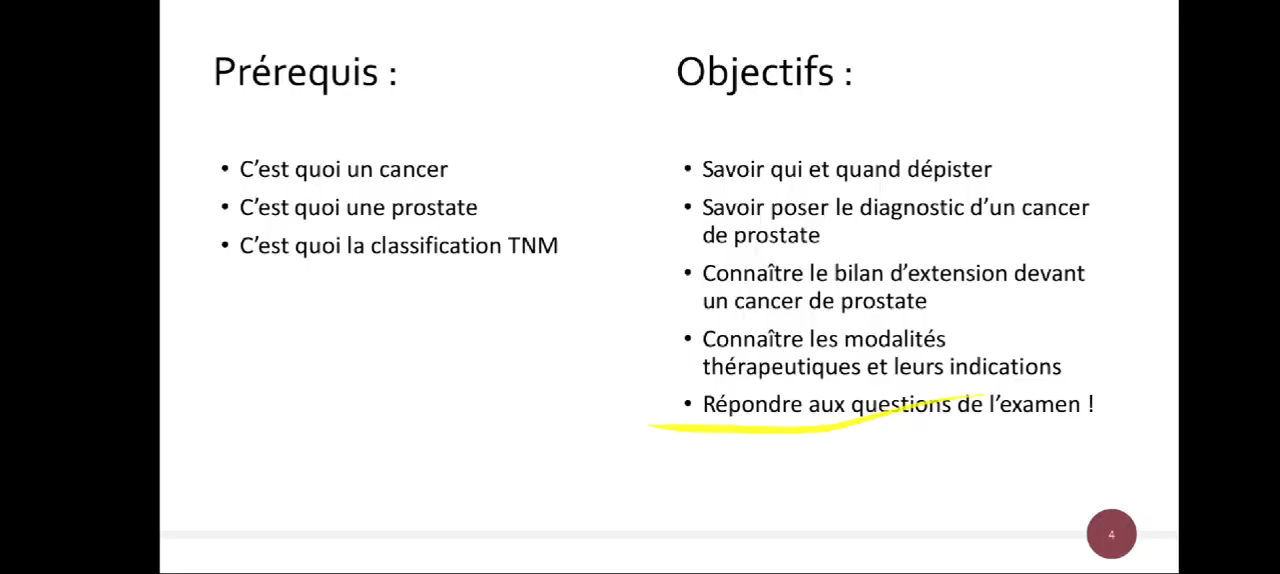 Prérequis :
• C'est quoi un cancer
• C'est quoi une prostate
• C'est quoi la classification TNM
Objectifs :
• Savoir qui et quand dépister
• Savoir poser le diagnostic d'un cancer
de prostate
• Connaître le bilan d'extension devant
un cancer de prostate
• Connaître les modalités
thérapeutiques et leurs indications
• Répondre aux questions de l'examen !
4